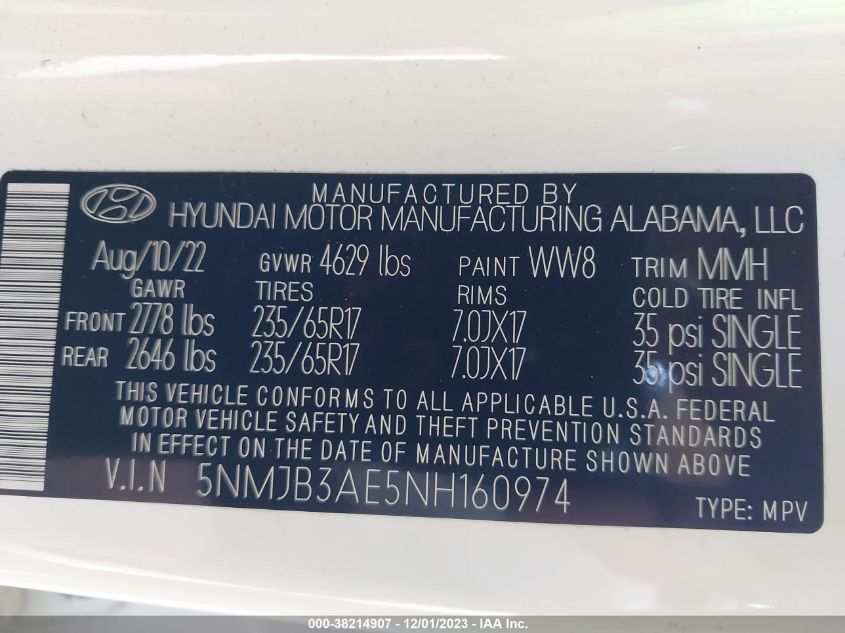 MANUFACTURED BY
HYUNDAI MOTOR MANUFACTURING ALABAMA, LLC
Aug/10/22 GVWR 4629 lbs PAINT WW8 TRIM MMH
GAWR TIRES RIMS COLD TIRE INFL
FRONT 2778 lbs 235/65R17 7.0JX17 35 psi SINGLE
REAR 2646 lbs 235/65R17 7.0JX17 35 psi SINGLE
THIS VEHICLE CONFORMS TO ALL APPLICABLE U.S.A. FEDERAL
MOTOR VEHICLE SAFETY AND THEFT PREVENTION STANDARDS
IN EFFECT ON THE DATE OF MANUFACTURE SHOWN ABOVE.
V.I.N 5NMJB3AE5NH160974
TYPE: MPV
000-38214907 - 12/01/2023 - IAA Inc.